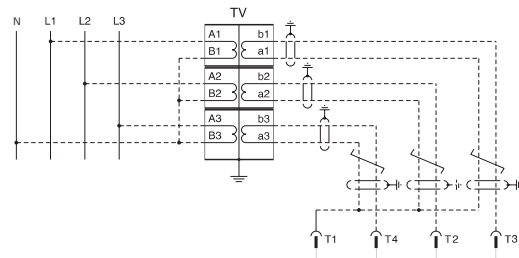 TV
N L1 L2 L3
A1 b1
B1 a1
A2 b2
B2 a2
A3 b3
B3 a3
T1 T4 T2 T3